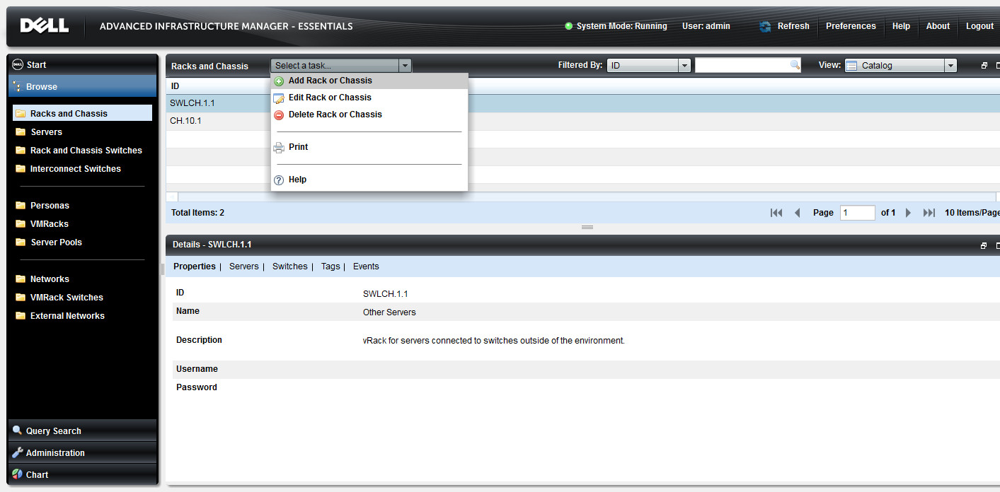 DELL ADVANCED INFRASTRUCTURE MANAGER - ESSENTIALS System Mode: Running User: admin Refresh Preferences Help About Logout
Start
Browse
Racks and Chassis
Servers
Rack and Chassis Switches
Interconnect Switches
Personas
VMRacks
Server Pools
Networks
VMRack Switches
External Networks
Query Search
Administration
Chart
Racks and Chassis Select a task... Filtered By: ID View: Catalog
ID
SWLCH.1.1
CH.10.1
Add Rack or Chassis
Edit Rack or Chassis
Delete Rack or Chassis
Print
Help
Total Items: 2 Page 1 of 1 10 Items/Page
Details - SWLCH.1.1
Properties | Servers | Switches | Tags | Events
ID SWLCH.1.1
Name Other Servers
Description vRack for servers connected to switches outside of the environment.
Username
Password